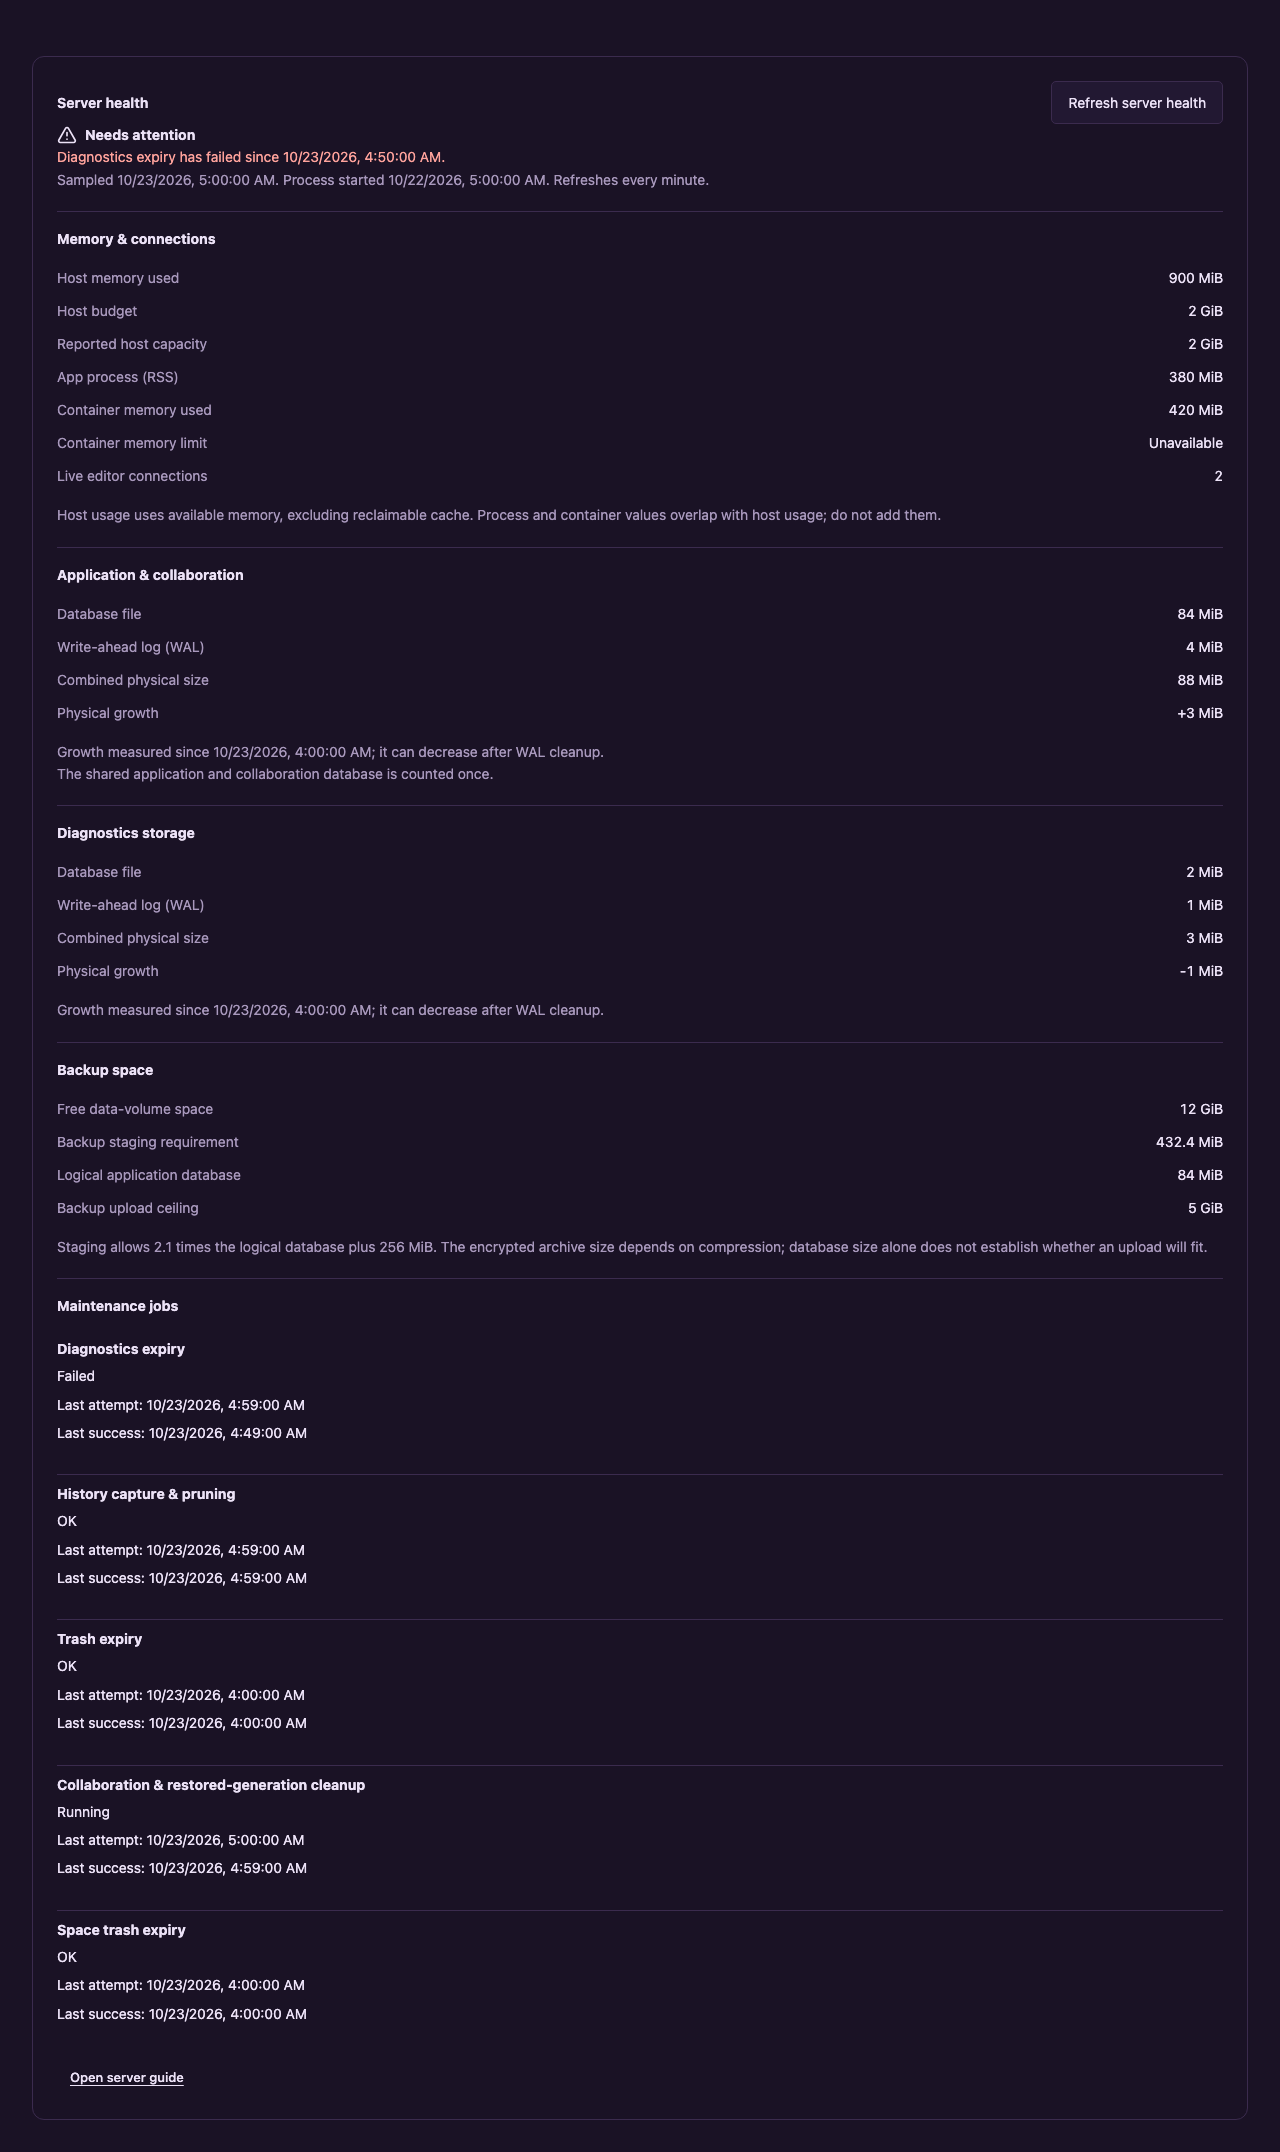 Server health
Refresh server health
Needs attention
Diagnostics expiry has failed since 10/23/2026, 4:50:00 AM.
Sampled 10/23/2026, 5:00:00 AM. Process started 10/22/2026, 5:00:00 AM. Refreshes every minute.
Memory & connections
Host memory used 900 MiB
Host budget 2 GiB
Reported host capacity 2 GiB
App process (RSS) 380 MiB
Container memory used 420 MiB
Container memory limit Unavailable
Live editor connections 2
Host usage uses available memory, excluding reclaimable cache. Process and container values overlap with host usage; do not add them.
Application & collaboration
Database file 84 MiB
Write-ahead log (WAL) 4 MiB
Combined physical size 88 MiB
Physical growth +3 MiB
Growth measured since 10/23/2026, 4:00:00 AM; it can decrease after WAL cleanup.
The shared application and collaboration database is counted once.
Diagnostics storage
Database file 2 MiB
Write-ahead log (WAL) 1 MiB
Combined physical size 3 MiB
Physical growth -1 MiB
Growth measured since 10/23/2026, 4:00:00 AM; it can decrease after WAL cleanup.
Backup space
Free data-volume space 12 GiB
Backup staging requirement 432.4 MiB
Logical application database 84 MiB
Backup upload ceiling 5 GiB
Staging allows 2.1 times the logical database plus 256 MiB. The encrypted archive size depends on compression; database size alone does not establish whether an upload will fit.
Maintenance jobs
Diagnostics expiry
Failed
Last attempt: 10/23/2026, 4:59:00 AM
Last success: 10/23/2026, 4:49:00 AM
History capture & pruning
OK
Last attempt: 10/23/2026, 4:59:00 AM
Last success: 10/23/2026, 4:59:00 AM
Trash expiry
OK
Last attempt: 10/23/2026, 4:00:00 AM
Last success: 10/23/2026, 4:00:00 AM
Collaboration & restored-generation cleanup
Running
Last attempt: 10/23/2026, 5:00:00 AM
Last success: 10/23/2026, 4:59:00 AM
Space trash expiry
OK
Last attempt: 10/23/2026, 4:00:00 AM
Last success: 10/23/2026, 4:00:00 AM
Open server guide